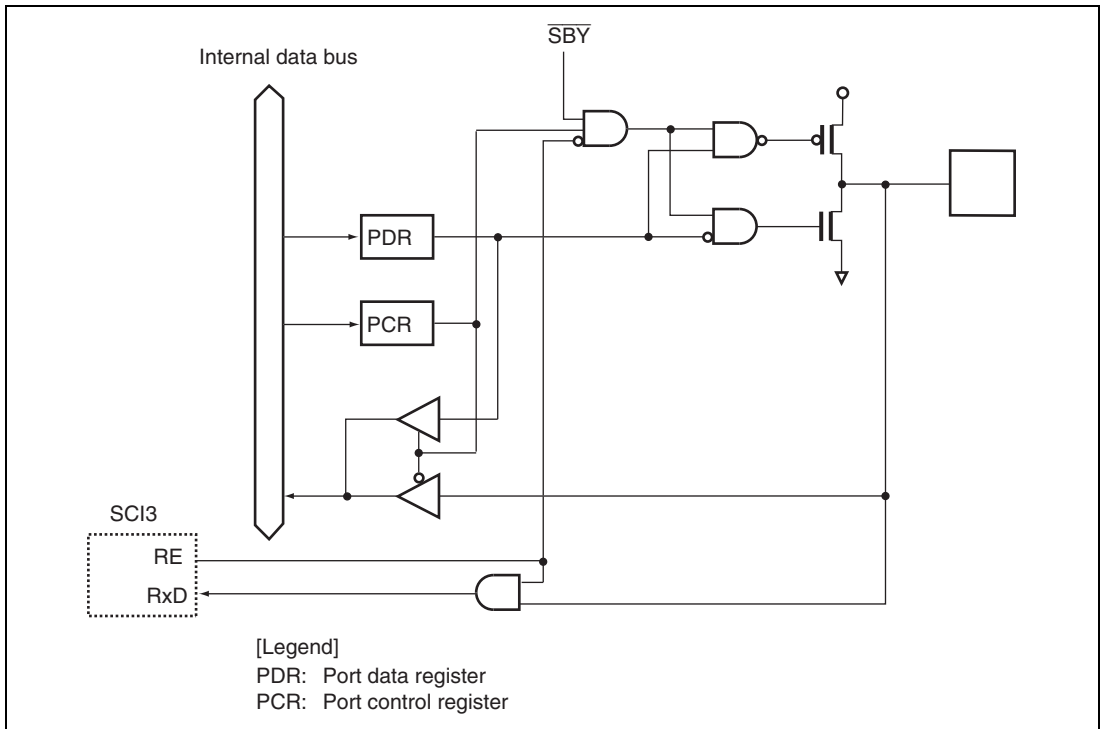 SBY
Internal data bus
PDR
PCR
SCI3
RE
RxD
[Legend]
PDR: Port data register
PCR: Port control register